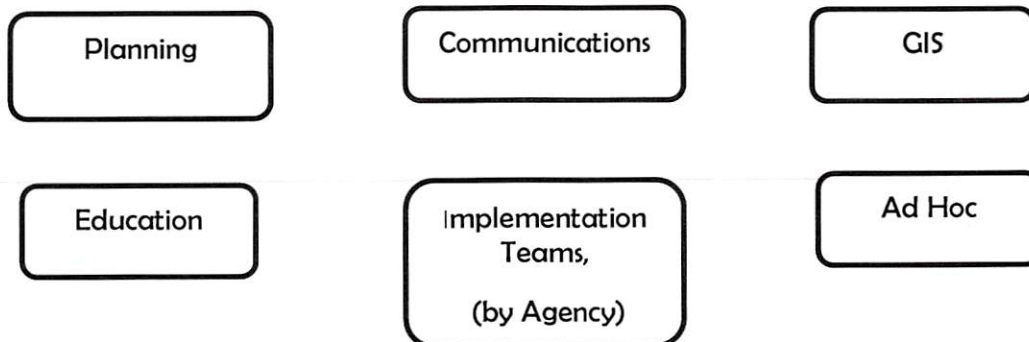 Planning
Communications
GIS
Education
Implementation
Teams,
(by Agency)
Ad Hoc